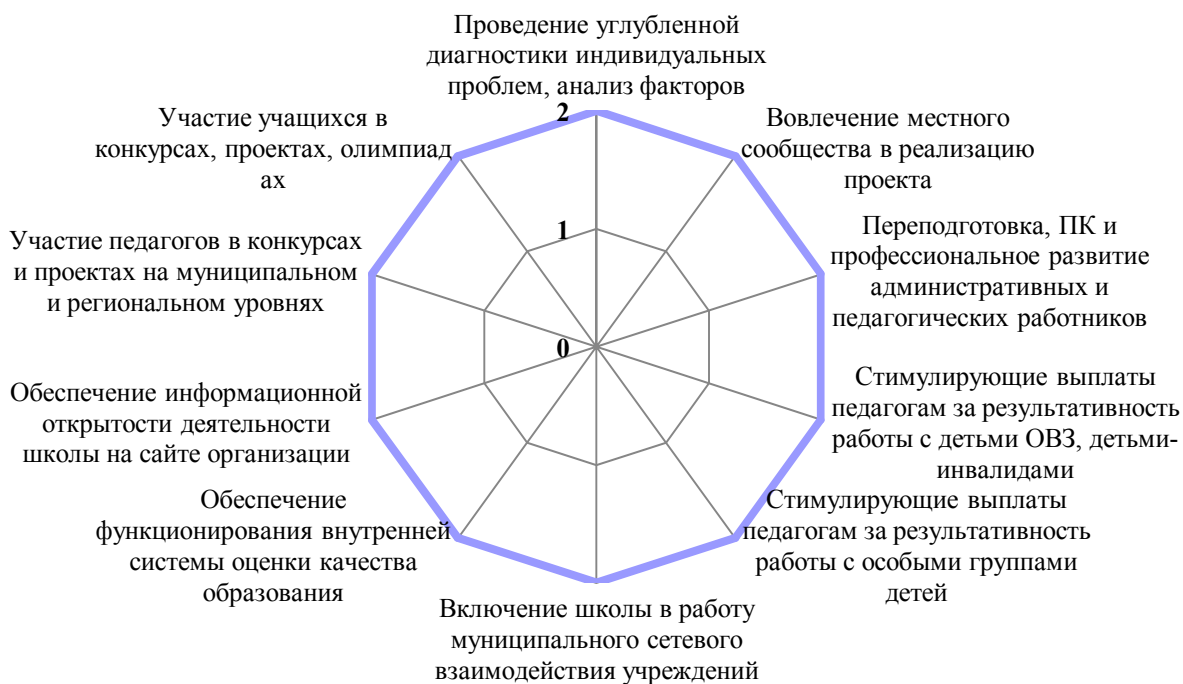 Проведение углубленной
диагностики индивидуальных
проблем, анализ факторов
Вовлечение местного
сообщества в реализацию
проекта
Переподготовка, ПК и
профессиональное развитие
административных и
педагогических работников
Стимулирующие выплаты
педагогам за результативность
работы с детьми ОВЗ, детьми-
инвалидами
Стимулирующие выплаты
педагогам за результативность
работы с особыми группами
детей
Включение школы в работу
муниципального сетевого
взаимодействия учреждений
Обеспечение
функционирования внутренней
системы оценки качества
образования
Обеспечение информационной
открытости деятельности
школы на сайте организации
Участие педагогов в конкурсах
и проектах на муниципальном
и региональном уровнях
Участие учащихся в
конкурсах, проектах, олимпиад
ах
2
1
0